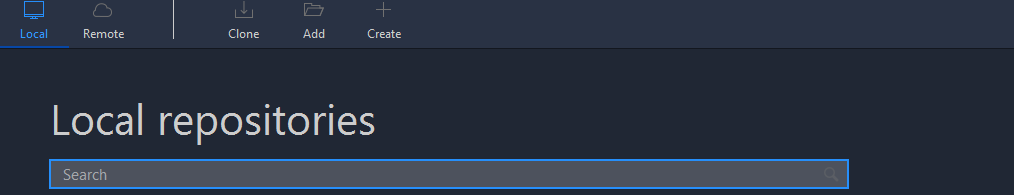 Local Remote Clone Add Create
Local repositories
Search